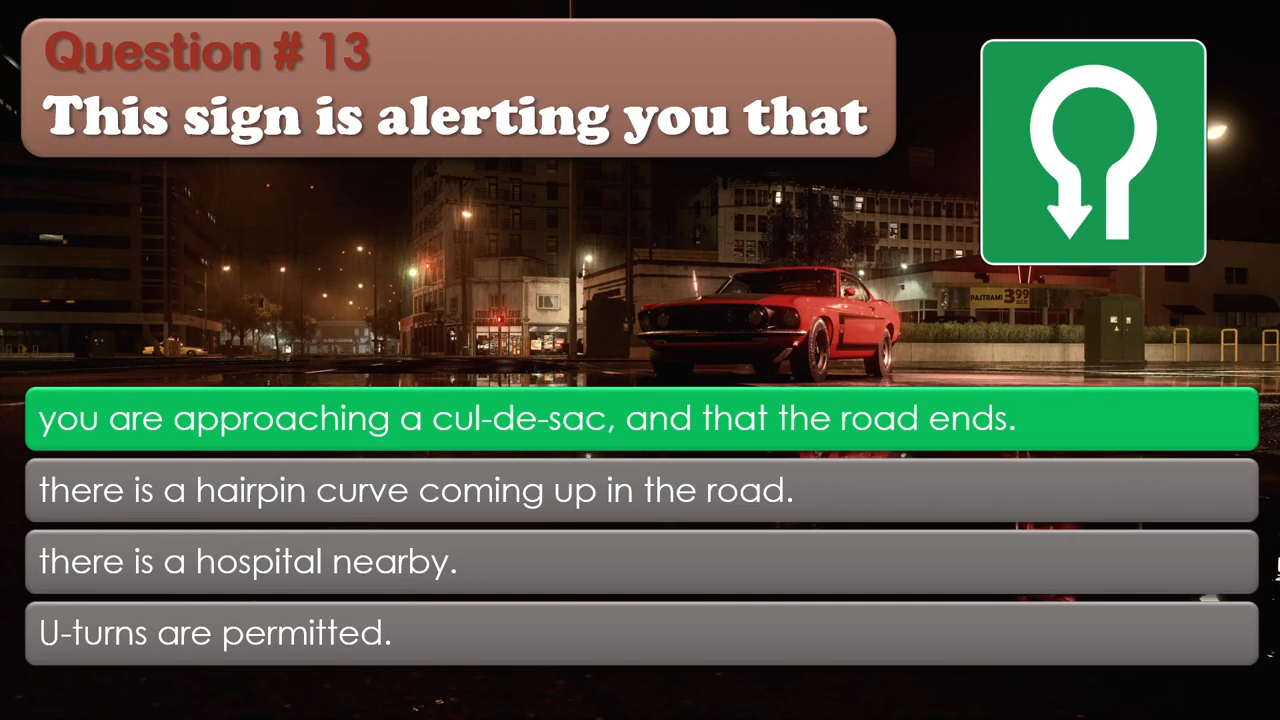 Question # 13
This sign is alerting you that
PASTRAMI 3.99
you are approaching a cul-de-sac, and that the road ends.
there is a hairpin curve coming up in the road.
there is a hospital nearby.
U-turns are permitted.